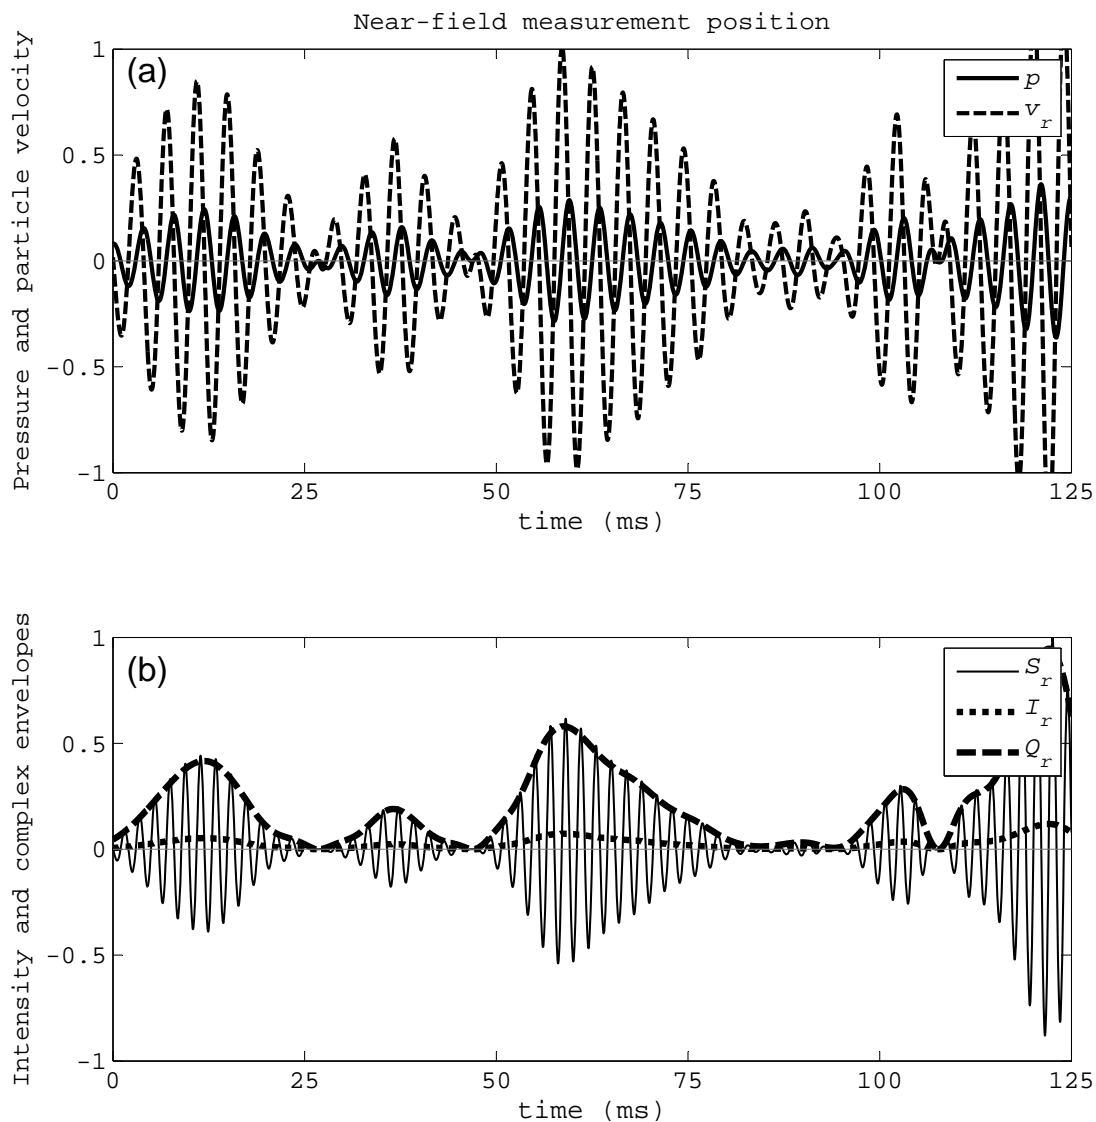 Near-field measurement position
Pressure and particle velocity
(a)
p
v_r
1
0.5
0
-0.5
-1
0 25 50 75 100 125
time (ms)
Intensity and complex envelopes
(b)
S_r
I_r
Q_r
1
0.5
0
-0.5
-1
0 25 50 75 100 125
time (ms)